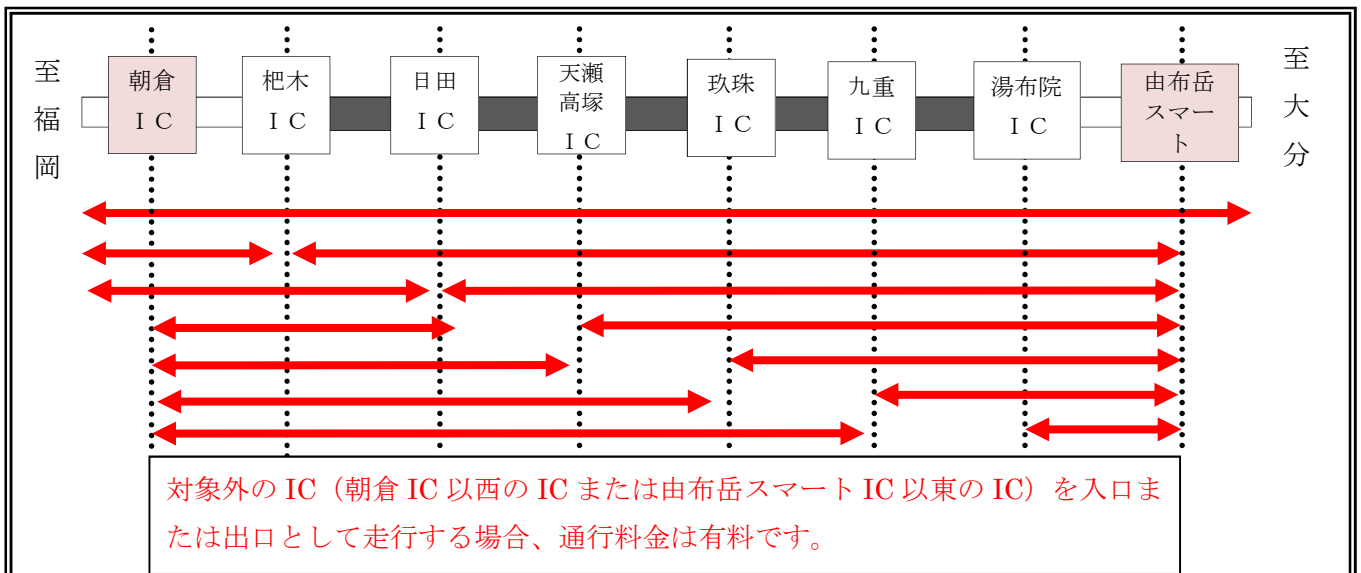 至福岡
朝倉
ＩＣ
杷木
ＩＣ
日田
ＩＣ
天瀬
高塚
ＩＣ
玖珠
ＩＣ
九重
ＩＣ
湯布院
ＩＣ
由布岳
スマー
ト
至大分
対象外の IC（朝倉 IC 以西の IC または由布岳スマート IC 以東の IC）を入口ま
たは出口として走行する場合、通行料金は有料です。